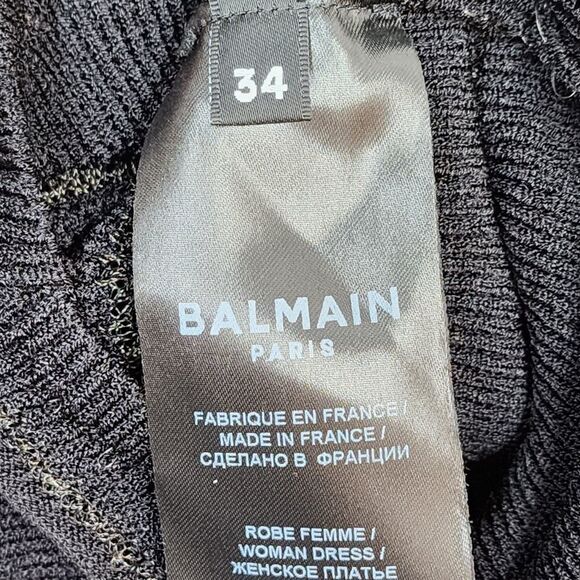 34
BALMAIN
PARIS
FABRIQUE EN FRANCE /
MADE IN FRANCE /
СДЕЛАНО В ФРАНЦИИ
ROBE FEMME /
WOMAN DRESS /
ЖЕНСКОЕ ПЛАТЬЕ